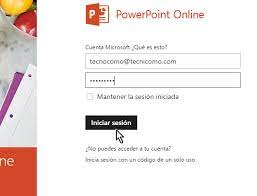 PowerPoint Online
Cuenta Microsoft ¿Qué es esto?
tecnocomo@tecnicomo.com
•••••••••
Mantener la sesión iniciada
Iniciar sesión
¿No puedes acceder a tu cuenta?
Inicia sesión con un código de un solo uso
ne